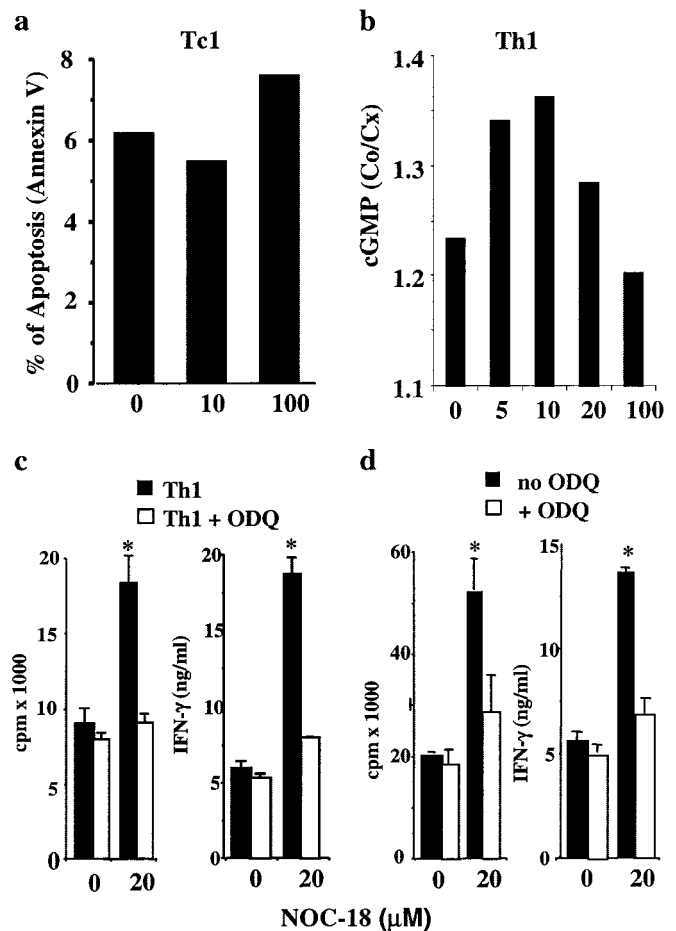 a
Tc1
% of Apoptosis (Annexin V)
8
6
4
2
0
0 10 100
b
Th1
cGMP (Co/Cx)
1.4
1.3
1.2
1.1
0 5 10 20 100
c
Th1
Th1 + ODQ
cpm x 1000
20
15
10
5
0
*
0 20
IFN-γ (ng/ml)
20
15
10
5
0
*
0 20
d
no ODQ
+ ODQ
cpm x 1000
60
40
20
00
*
0 20
IFN-γ (ng/ml)
15
10
5
0
*
0 20
NOC-18 (μM)